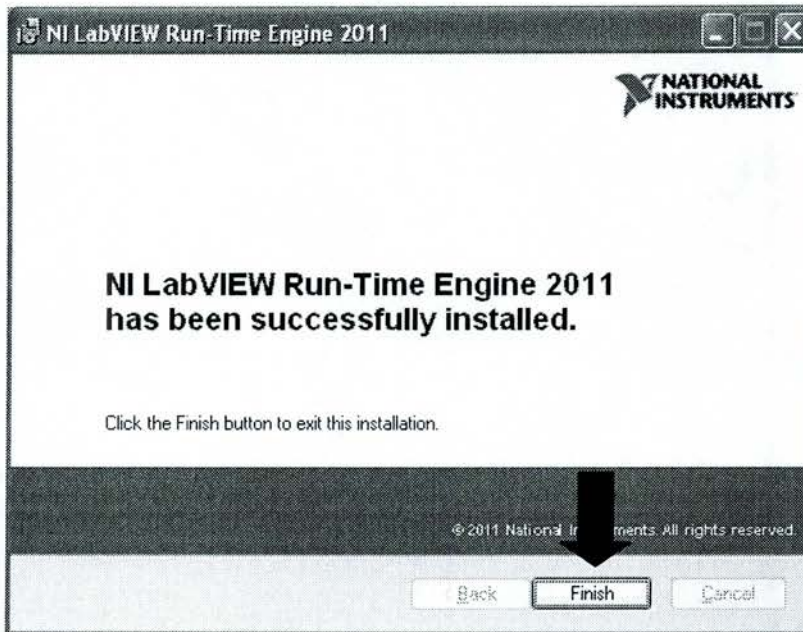 NI LabVIEW Run-Time Engine 2011
NATIONAL
INSTRUMENTS
NI LabVIEW Run-Time Engine 2011
has been successfully installed.
Click the Finish button to exit this installation.
© 2011 National In ments. All rights reserved.
Back Finish Cancel